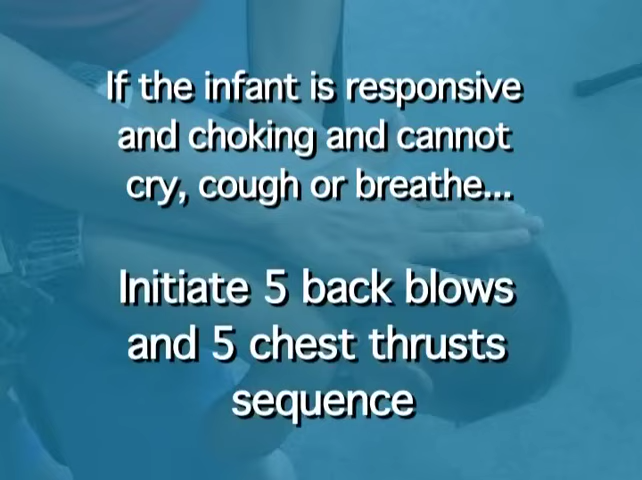 If the infant is responsive
and choking and cannot
cry, cough or breathe...
Initiate 5 back blows
and 5 chest thrusts
sequence